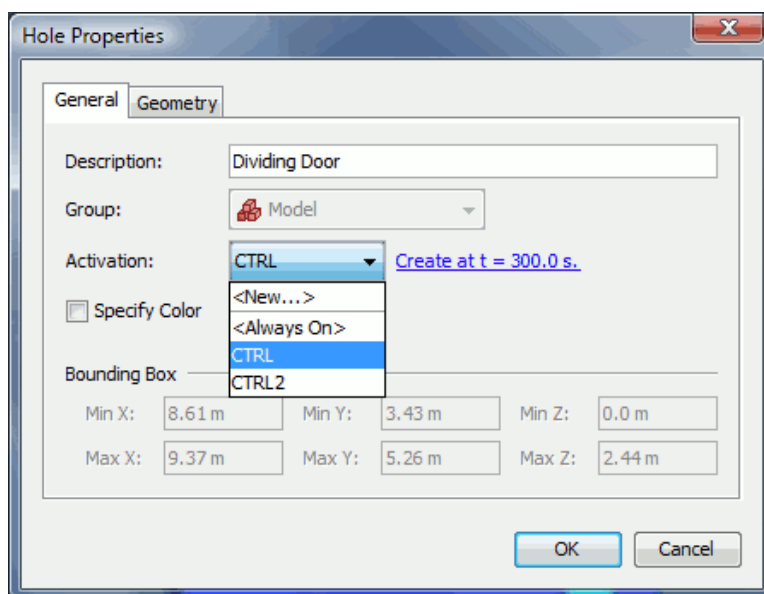 Hole Properties
X
General Geometry
Description: Dividing Door
Group: Model
Activation: CTRL Create at t = 300.0 s.
<New...>
Specify Color
<Always On>
CTRL
Bounding Box
CTRL2
Min X: 8.61 m Min Y: 3.43 m Min Z: 0.0 m
Max X: 9.37 m Max Y: 5.26 m Max Z: 2.44 m
OK Cancel